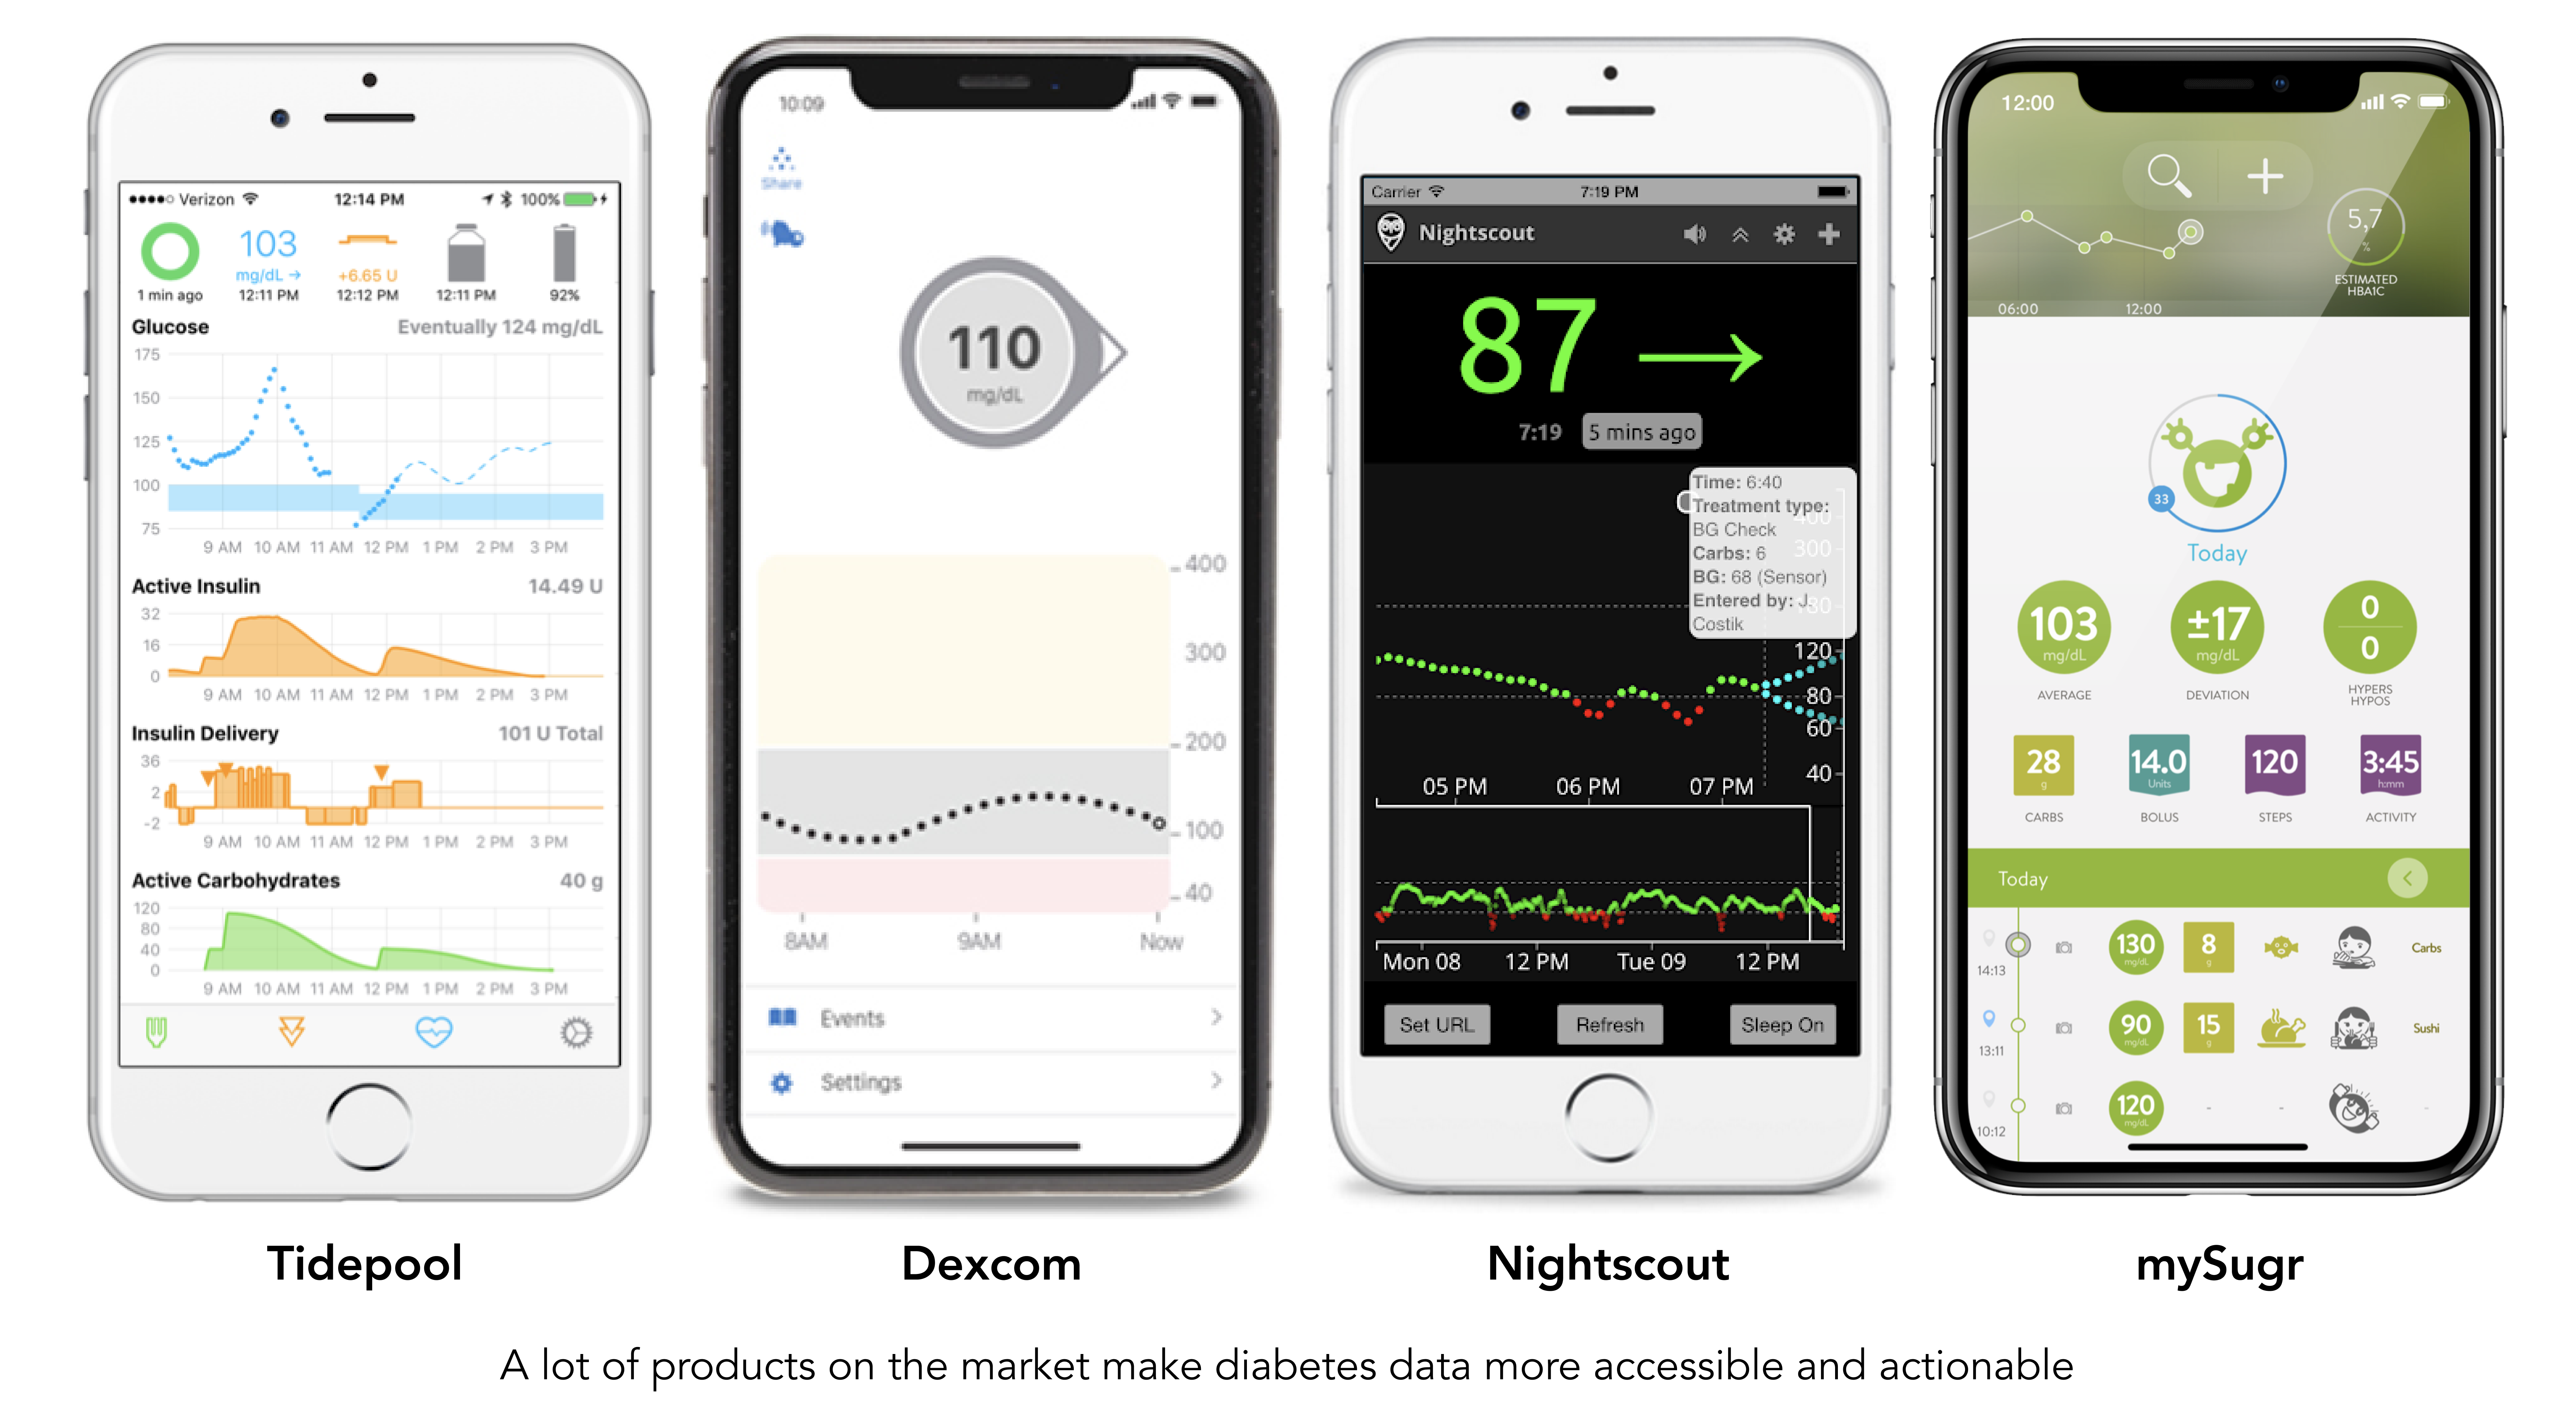 ●●●●○ Verizon 12:14 PM 100%
103
mg/dL →
+6.65 U
1 min ago 12:11 PM 12:12 PM 12:11 PM 92%
Glucose Eventually 124 mg/dL
175
150
125
100
75
9 AM 10 AM 11 AM 12 PM 1 PM 2 PM 3 PM
Active Insulin 14.49 U
32
16
0
9 AM 10 AM 11 AM 12 PM 1 PM 2 PM 3 PM
Insulin Delivery 101 U Total
36
2
-2
9 AM 10 AM 11 AM 12 PM 1 PM 2 PM 3 PM
Active Carbohydrates 40 g
120
80
40
0
9 AM 10 AM 11 AM 12 PM 1 PM 2 PM 3 PM
Tidepool
10:09
Share
110
mg/dL
400
300
200
100
40
8AM 9AM Now
Events
Settings
Dexcom
Carrier 7:19 PM
Nightscout
87 →
7:19 5 mins ago
Time: 6:40
Treatment type:
BG Check
Carbs: 6
BG: 68 (Sensor)
Entered by: J.
Costik
400
300
180
120
80
60
40
05 PM 06 PM 07 PM
Mon 08 12 PM Tue 09 12 PM
Set URL Refresh Sleep On
Nightscout
12:00
5,7
%
ESTIMATED
HBA1C
06:00 12:00
33
Today
103 ±17 0
mg/dL mg/dL 0
AVERAGE DEVIATION HYPERS
HYPOS
28 14.0 120 3:45
g Units h:mm
CARBS BOLUS STEPS ACTIVITY
Today
130 8 Carbs
mg/dL g
14:13
90 15 Sushi
mg/dL g
13:11
120 - - -
mg/dL
10:12
mySugr
A lot of products on the market make diabetes data more accessible and actionable